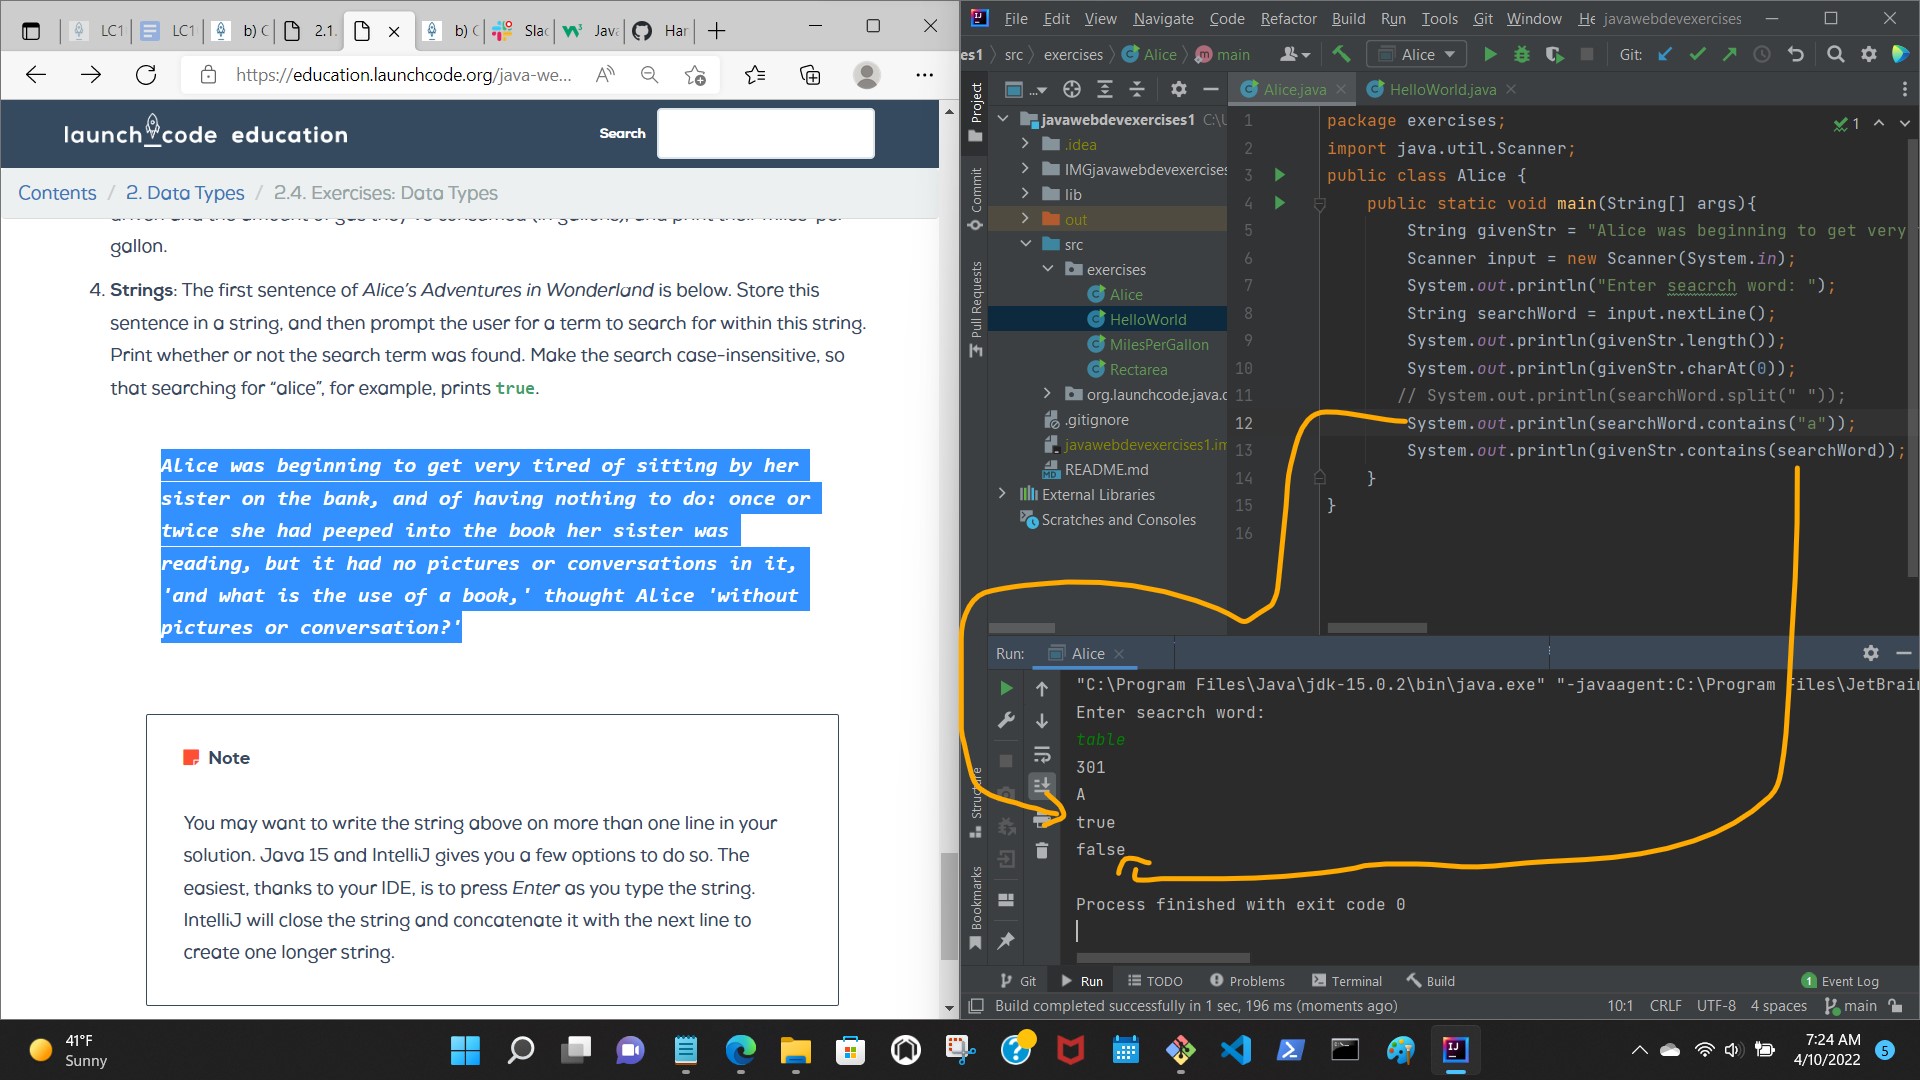 LC1
LC1
b) C
2.1.
b) C
Slac
Java
Har
https://education.launchcode.org/java-we...
launch_code education
Search
Contents / 2. Data Types / 2.4. Exercises: Data Types
gallon.
4. Strings: The first sentence of Alice's Adventures in Wonderland is below. Store this
sentence in a string, and then prompt the user for a term to search for within this string.
Print whether or not the search term was found. Make the search case-insensitive, so
that searching for “alice”, for example, prints true.
Alice was beginning to get very tired of sitting by her
sister on the bank, and of having nothing to do: once or
twice she had peeped into the book her sister was
reading, but it had no pictures or conversations in it,
'and what is the use of a book,' thought Alice 'without
pictures or conversation?'
Note
You may want to write the string above on more than one line in your
solution. Java 15 and IntelliJ gives you a few options to do so. The
easiest, thanks to your IDE, is to press Enter as you type the string.
IntelliJ will close the string and concatenate it with the next line to
create one longer string.
File Edit View Navigate Code Refactor Build Run Tools Git Window He javawebdevexercises
es1 src exercises Alice main
Alice
Git:
Project
Commit
Pull Requests
Structure
Bookmarks
...
Alice.java
HelloWorld.java
javawebdevexercises1 C:\U
.idea
IMGjavawebdevexercises
lib
out
src
exercises
Alice
HelloWorld
MilesPerGallon
Rectarea
org.launchcode.java.c
.gitignore
javawebdevexercises1.im
README.md
External Libraries
Scratches and Consoles
1
1 package exercises;
2 import java.util.Scanner;
3 public class Alice {
4 public static void main(String[] args){
5 String givenStr = "Alice was beginning to get very
6 Scanner input = new Scanner(System.in);
7 System.out.println("Enter seacrch word: ");
8 String searchWord = input.nextLine();
9 System.out.println(givenStr.length());
10 System.out.println(givenStr.charAt(0));
11 // System.out.println(searchWord.split(" "));
12 System.out.println(searchWord.contains("a"));
13 System.out.println(givenStr.contains(searchWord));
14 }
15 }
16
Run: Alice
"C:\Program Files\Java\jdk-15.0.2\bin\java.exe" "-javaagent:C:\Program Files\JetBrain
Enter seacrch word:
table
301
A
true
false
Process finished with exit code 0
Git Run TODO Problems Terminal Build 1 Event Log
Build completed successfully in 1 sec, 196 ms (moments ago) 10:1 CRLF UTF-8 4 spaces main
41°F
Sunny
7:24 AM
4/10/2022
5